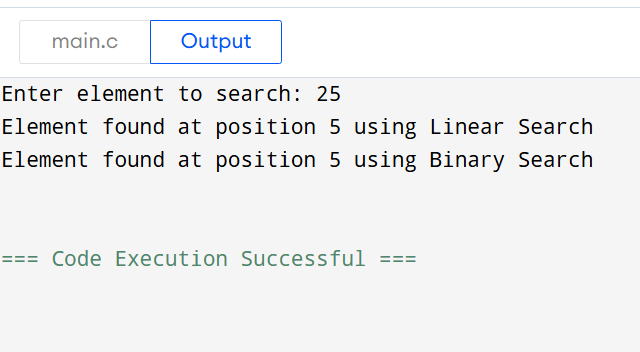 main.c Output
Enter element to search: 25
Element found at position 5 using Linear Search
Element found at position 5 using Binary Search
=== Code Execution Successful ===